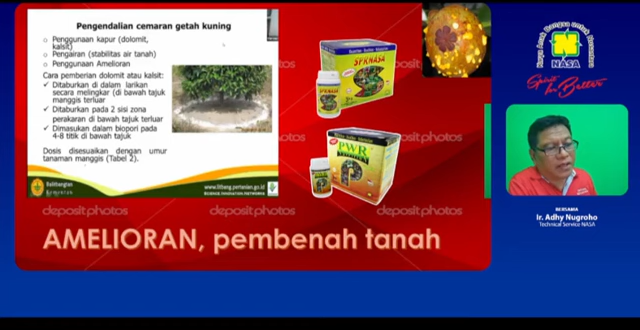 Pengendalian cemaran getah kuning
o Penggunaan kapur (dolomit,
kalsit)
o Pengairan (stabilitas air tanah)
o Penggunaan Amelioran
Cara pemberian dolomit atau kalsit:
✓ Ditaburkan di dalam larikan
secara melingkar (di bawah tajuk
manggis terluar
✓ Ditaburkan pada 2 sisi zona
perakaran di bawah tajuk terluar
✓ Dimasukan dalam biopori pada
4-8 titik di bawah tajuk
Dosis disesuaikan dengan umur
tanaman manggis (Tabel 2).
Balitbangtan
www.litbang.pertanian.go.id
SCIENCE.INNOVATION.NETWORKS
SPRNASA
PWR
depositphotos
depositphotos
depositphotos
AMELIORAN, pembenah tanah
NASA
Spirit
For Better
BERSAMA
Ir. Adhy Nugroho
Technical Service NASA